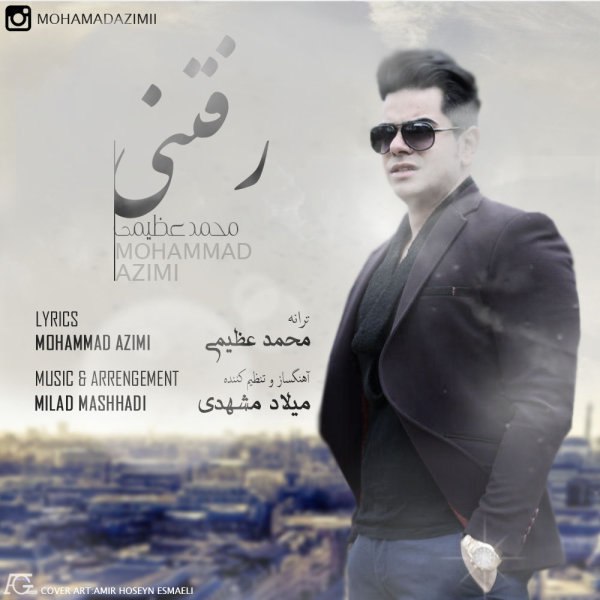 MOHAMADAZIMII
رفتنی
محمد عظیمی
MOHAMMAD
AZIMI
LYRICS
ترانه
MOHAMMAD AZIMI
محمد عظیمی
MUSIC & ARRENGEMENT
آهنگساز و تنظیم کننده
MILAD MASHHADI
میلاد مشهدی
COVER ART:AMIR HOSEYN ESMAELI